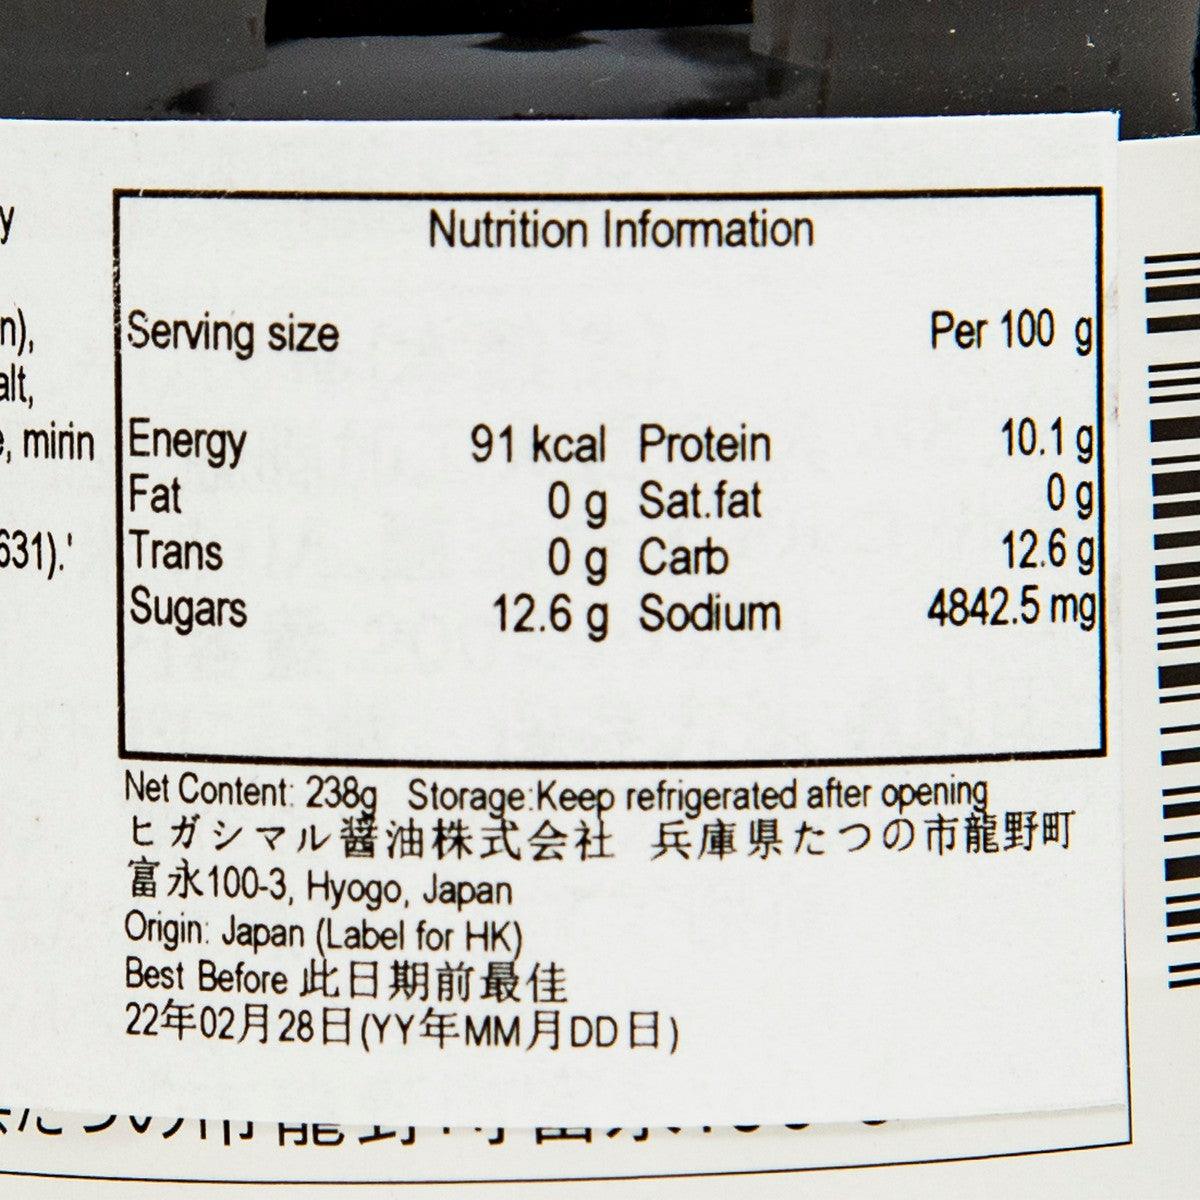 y
n),
alt,
, mirin
631).'
Nutrition Information
Serving size Per 100 g
Energy 91 kcal Protein 10.1 g
Fat 0 g Sat.fat 0 g
Trans 0 g Carb 12.6 g
Sugars 12.6 g Sodium 4842.5 mg
Net Content: 238g Storage:Keep refrigerated after opening
ヒガシマル醤油株式会社 兵庫県たつの市龍野町
富永100-3, Hyogo, Japan
Origin: Japan (Label for HK)
Best Before 此日期前最佳
22年02月28日(YY年MM月DD日)